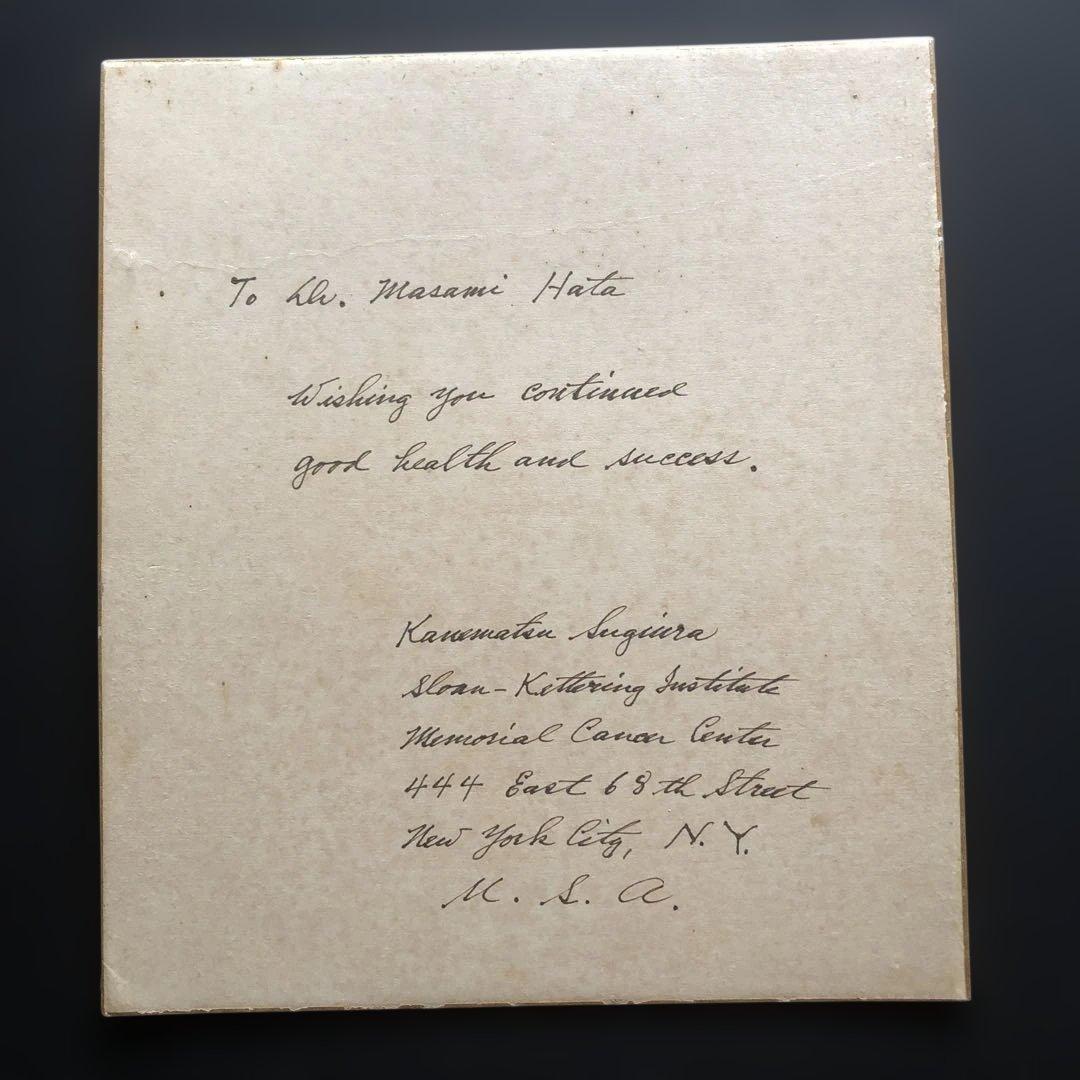 To Dr. Masami Hata
Wishing you continued
good health and success.
Kanematsu Sugiura
Sloan-Kettering Institute
Memorial Cancer Center
444 East 68th Street
New York City, N.Y.
U. S. A.